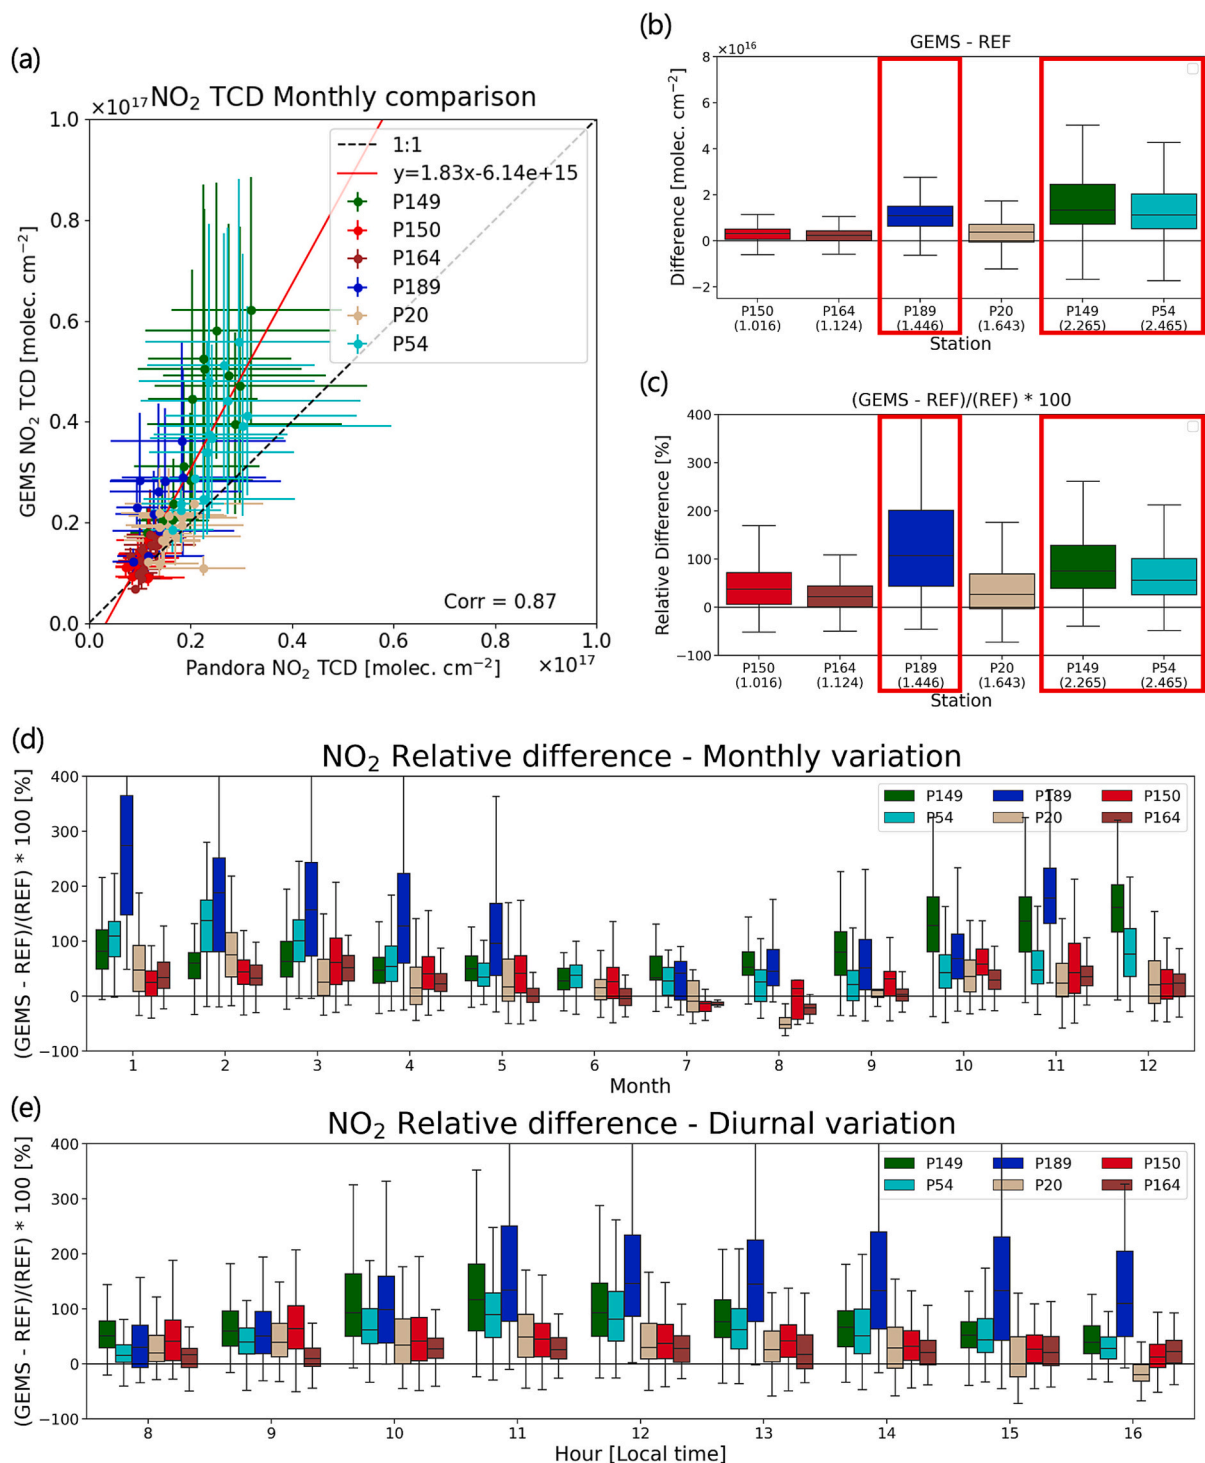 (a)
×10¹⁷
NO₂ TCD Monthly comparison
1:1
y=1.83x-6.14e+15
P149
P150
P164
P189
P20
P54
Corr = 0.87
GEMS NO₂ TCD [molec. cm⁻²]
1.0
0.8
0.6
0.4
0.2
0.0
0.0 0.2 0.4 0.6 0.8 1.0
Pandora NO₂ TCD [molec. cm⁻²]
×10¹⁷
(b)
×10¹⁶
GEMS - REF
Difference [molec. cm⁻²]
8
6
4
2
0
−2
P150 P164 P189 P20 P149 P54
(1.016) (1.124) (1.446) (1.643) (2.265) (2.465)
Station
(c)
(GEMS - REF)/(REF) * 100
Relative Difference [%]
400
300
200
100
0
−100
P150 P164 P189 P20 P149 P54
(1.016) (1.124) (1.446) (1.643) (2.265) (2.465)
Station
(d)
NO₂ Relative difference - Monthly variation
(GEMS - REF)/(REF) * 100 [%]
400
300
200
100
0
−100
P149 P189 P150
P54 P20 P164
1 2 3 4 5 6 7 8 9 10 11 12
Month
(e)
NO₂ Relative difference - Diurnal variation
(GEMS - REF)/(REF) * 100 [%]
400
300
200
100
0
−100
P149 P189 P150
P54 P20 P164
8 9 10 11 12 13 14 15 16
Hour [Local time]